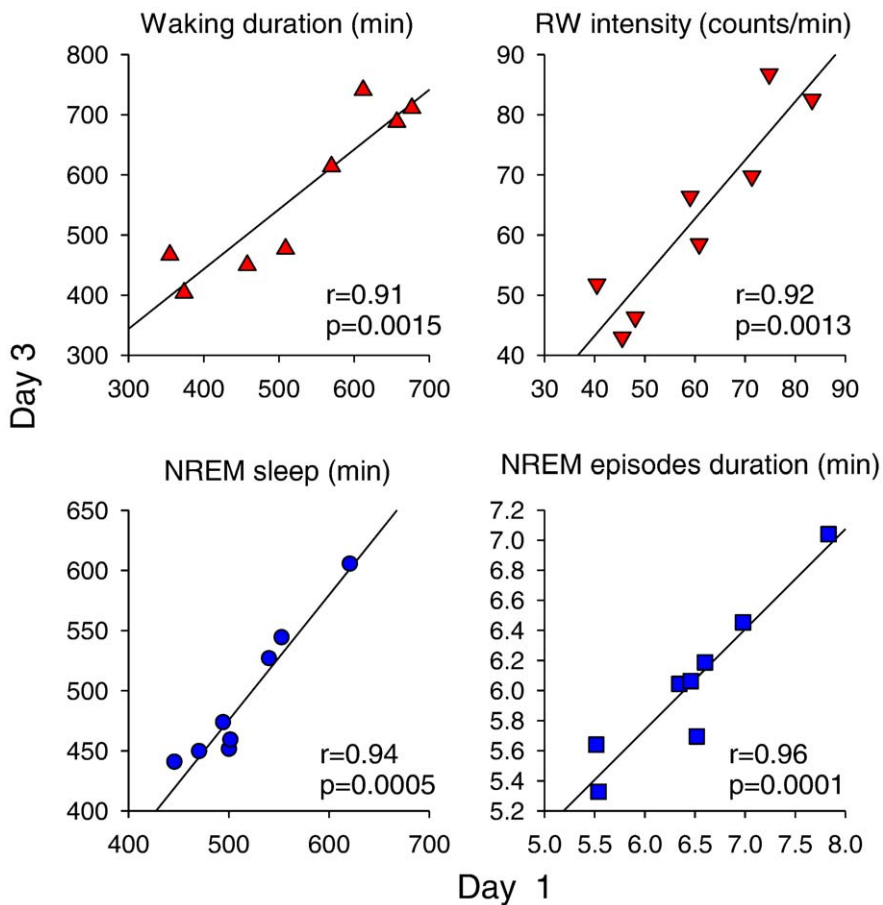 Waking duration (min)
800
700
600
500
400
300
300 400 500 600 700
r=0.91
p=0.0015
RW intensity (counts/min)
90
80
70
60
50
40
30 40 50 60 70 80 90
r=0.92
p=0.0013
Day 3
NREM sleep (min)
650
600
550
500
450
400
400 500 600 700
r=0.94
p=0.0005
NREM episodes duration (min)
7.2
7.0
6.8
6.6
6.4
6.2
6.0
5.8
5.6
5.4
5.2
5.0 5.5 6.0 6.5 7.0 7.5 8.0
r=0.96
p=0.0001
Day 1